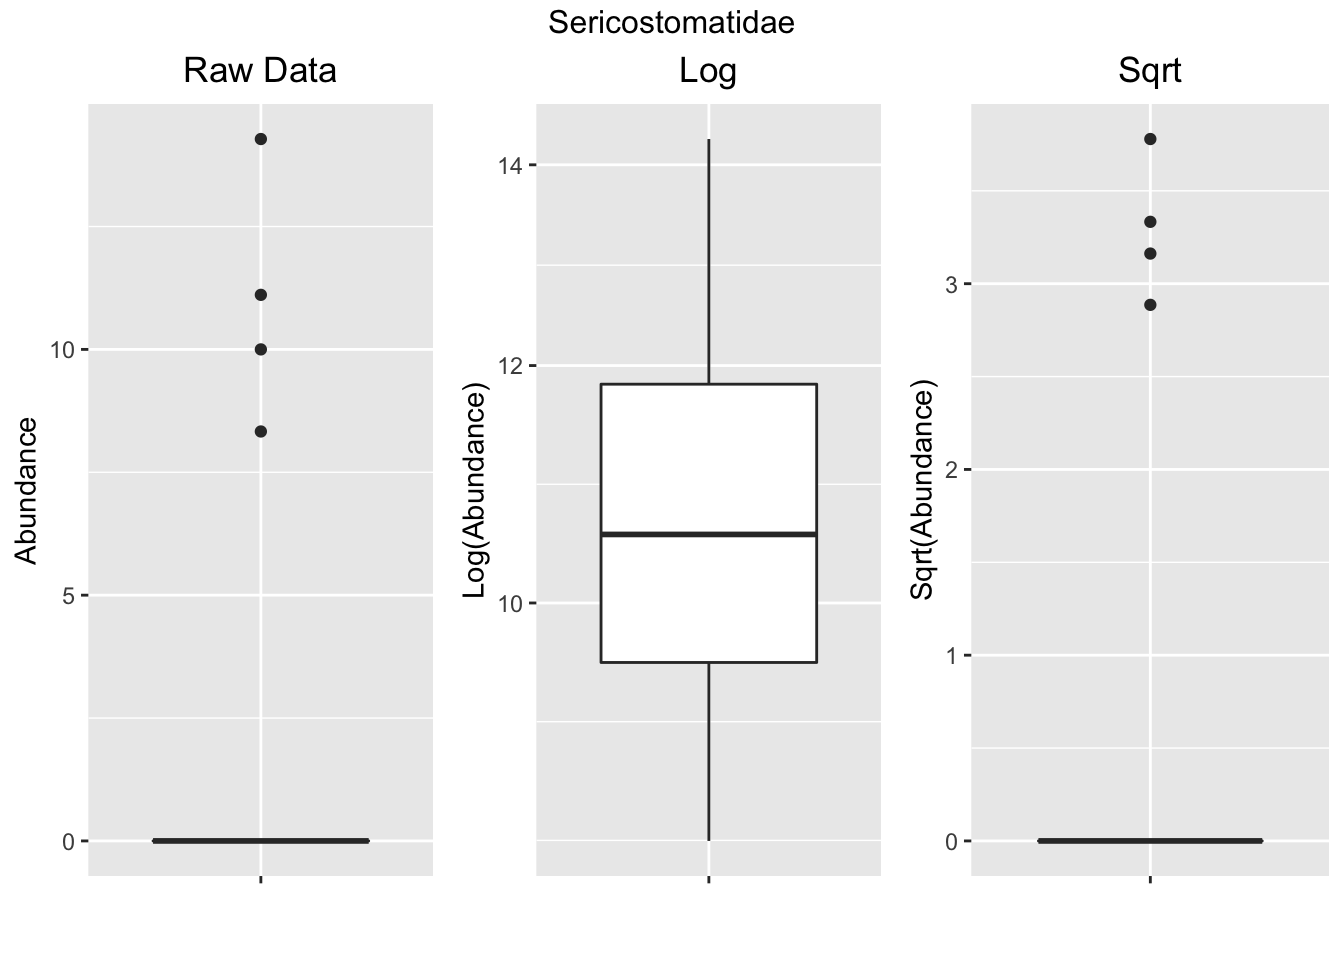 Sericostomatidae
Raw Data
Log
Sqrt
Abundance
10
5
0
Log(Abundance)
14
12
10
Sqrt(Abundance)
3
2
1
0